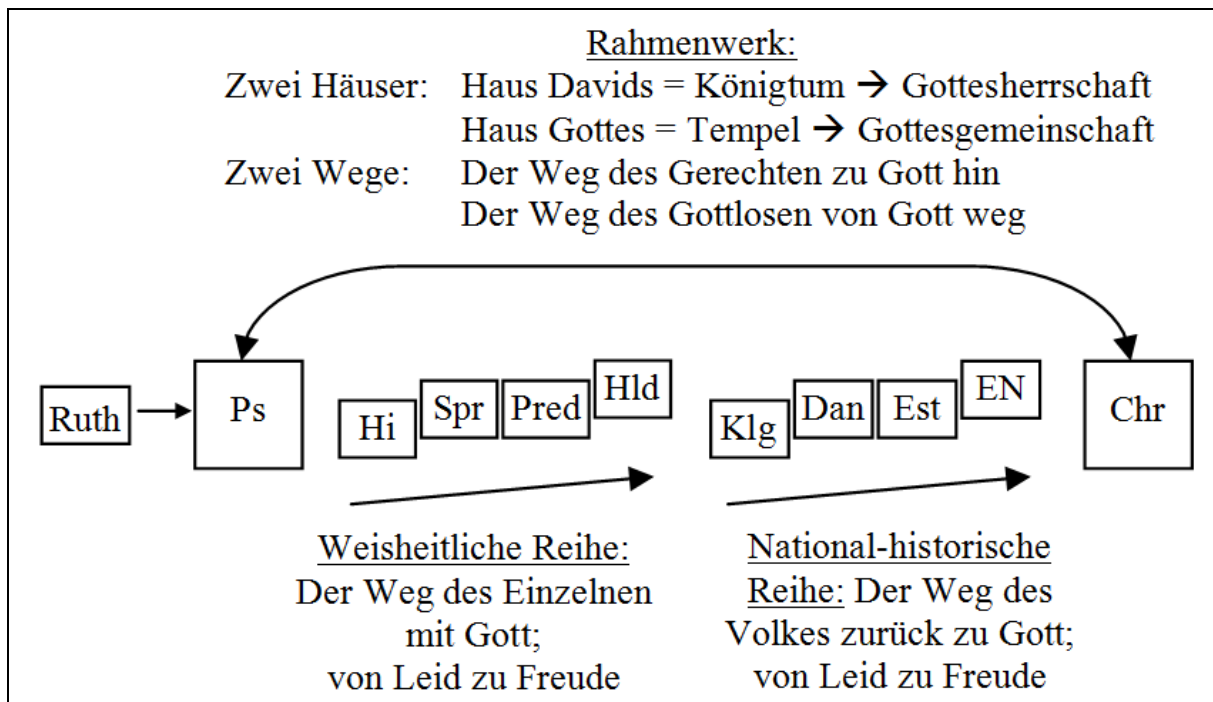 Rahmenwerk:
Zwei Häuser: Haus Davids = Königtum → Gottesherrschaft
Haus Gottes = Tempel → Gottesgemeinschaft
Zwei Wege: Der Weg des Gerechten zu Gott hin
Der Weg des Gottlosen von Gott weg
Ruth
Ps
Hi
Spr
Pred
Hld
Klg
Dan
Est
EN
Chr
Weisheitliche Reihe:
Der Weg des Einzelnen
mit Gott;
von Leid zu Freude
National-historische
Reihe: Der Weg des
Volkes zurück zu Gott;
von Leid zu Freude